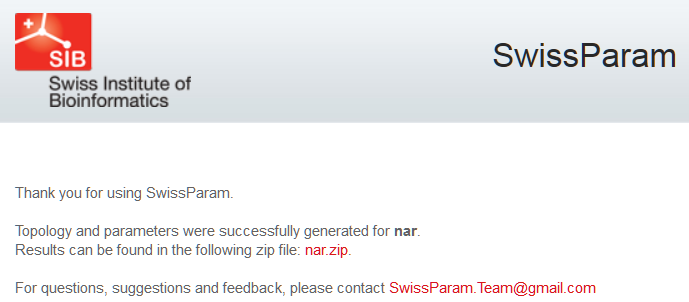 SIB
Swiss Institute of
Bioinformatics
SwissParam
Thank you for using SwissParam.
Topology and parameters were successfully generated for nar.
Results can be found in the following zip file: nar.zip.
For questions, suggestions and feedback, please contact SwissParam.Team@gmail.com